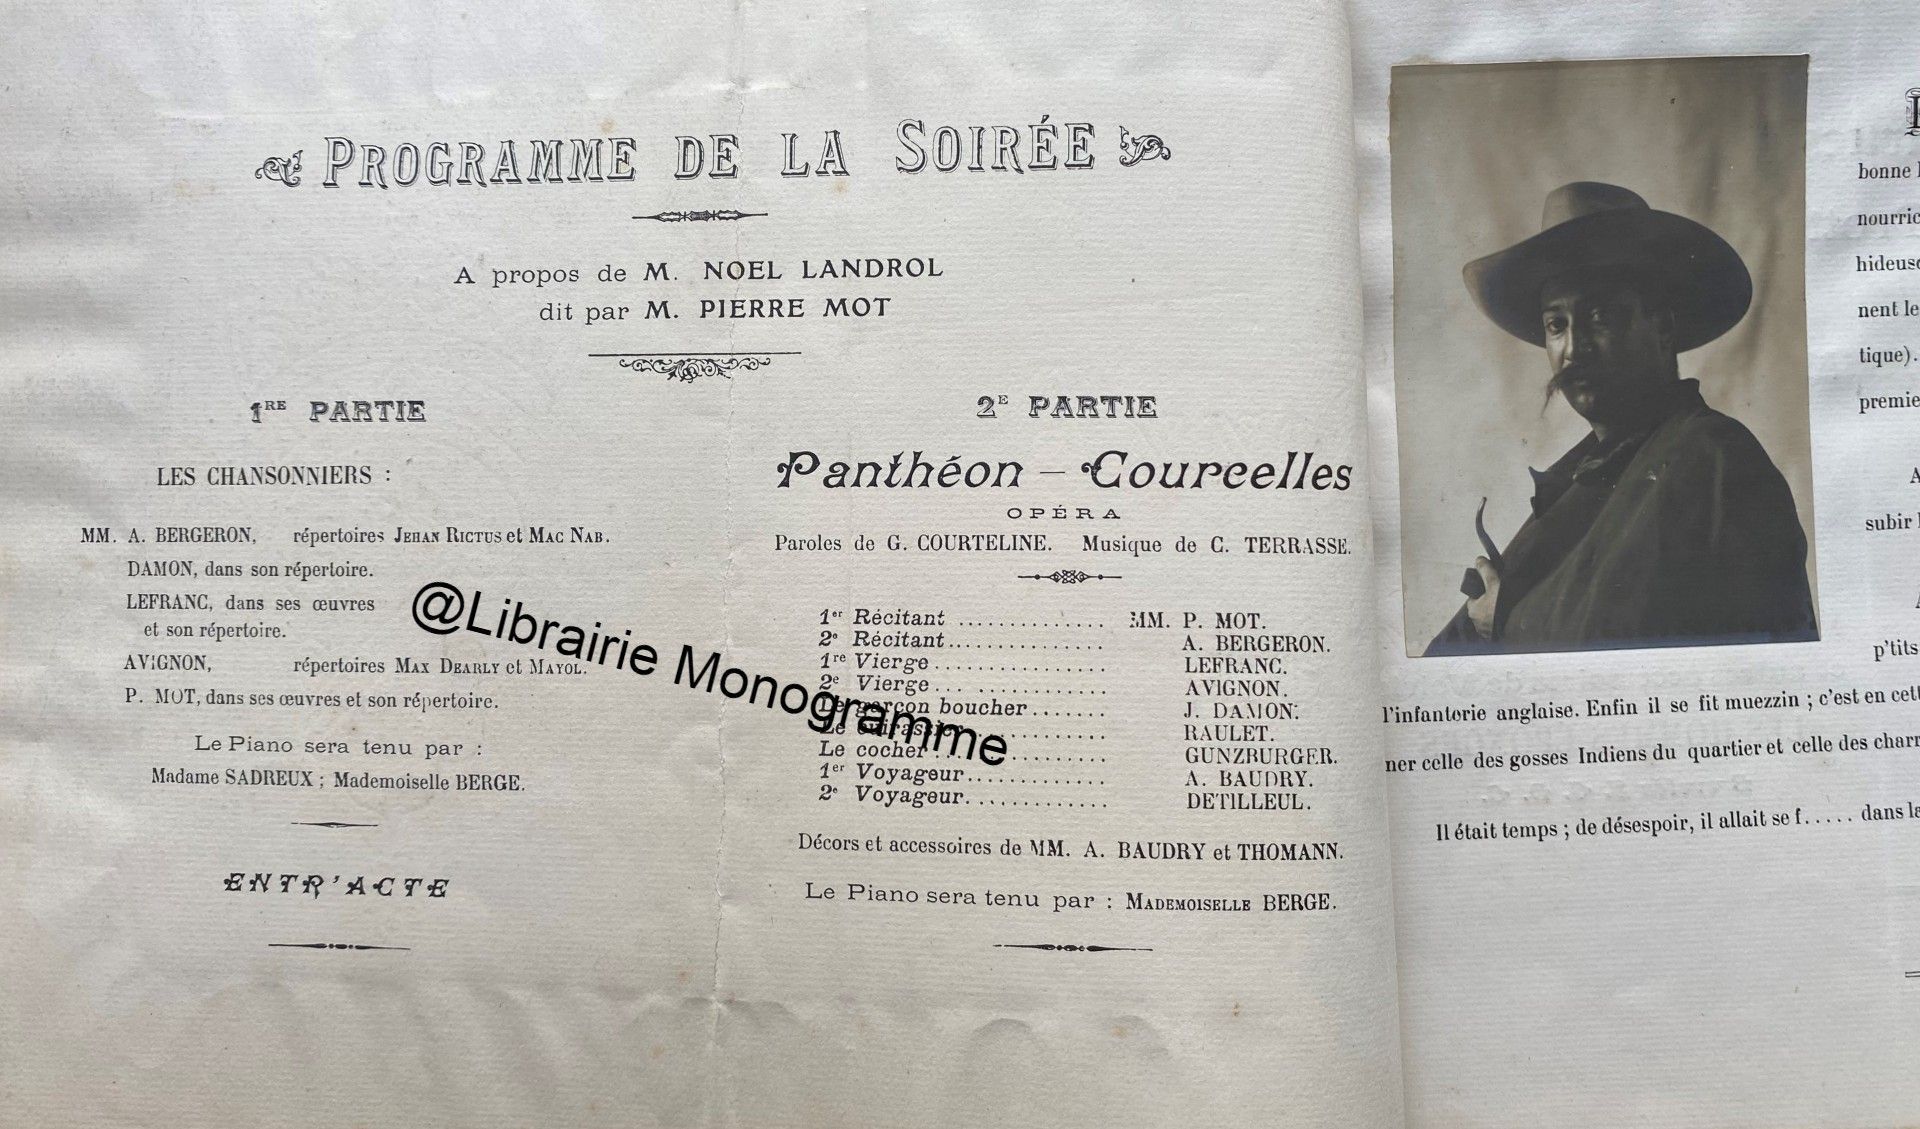 PROGRAMME DE LA SOIRÉE
A propos de M. NOEL LANDROL
dit par M. PIERRE MOT
1RE PARTIE
LES CHANSONNIERS :
MM. A. BERGERON, répertoires JEHAN RICTUS et MAC NAB.
DAMON, dans son répertoire.
LEFRANC, dans ses œuvres
et son répertoire.
AVIGNON, répertoires MAX DEARLY et MAYOL.
P. MOT, dans ses œuvres et son répertoire.
Le Piano sera tenu par :
Madame SADREUX ; Mademoiselle BERGE.
ENTR'ACTE
2E PARTIE
Panthéon – Courcelles
OPÉRA
Paroles de G. COURTELINE. Musique de C. TERRASSE.
1er Récitant .............. MM. P. MOT.
2e Récitant................ A. BERGERON.
1re Vierge.................. LEFRANC.
2e Vierge... ............. AVIGNON.
Le garçon boucher....... J. DAMON.
Le cuirassier............. RAULET.
Le cocher ............... GUNZBURGER.
1er Voyageur.............. A. BAUDRY.
2e Voyageur.............. DETILLEUL.
Décors et accessoires de MM. A. BAUDRY et THOMANN.
Le Piano sera tenu par : MADEMOISELLE BERGE.
@Librairie Monogramme
bonne
nourric
hideus
nent le
tique).
premie
subir
p'tits
l'infanterie anglaise. Enfin il se fit muezzin ; c'est en cett
ner celle des gosses Indiens du quartier et celle des charr
Il était temps ; de désespoir, il allait se f..... dans la